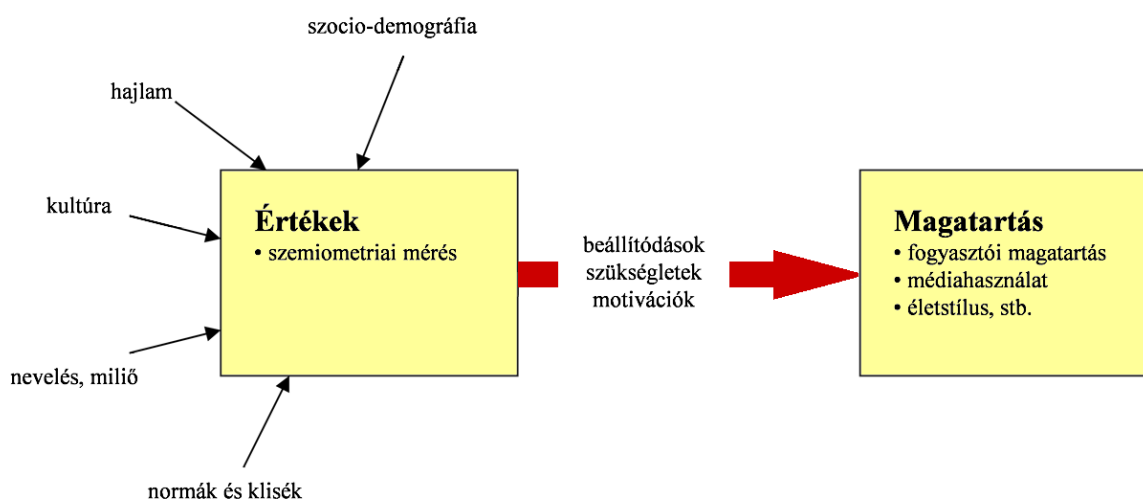 szocio-demográfia
hajlam
kultúra
nevelés, miliő
normák és klisék
Értékek
• szemiometriai mérés
beállítódások
szükségletek
motivációk
Magatartás
• fogyasztói magatartás
• médiahasználat
• életstílus, stb.